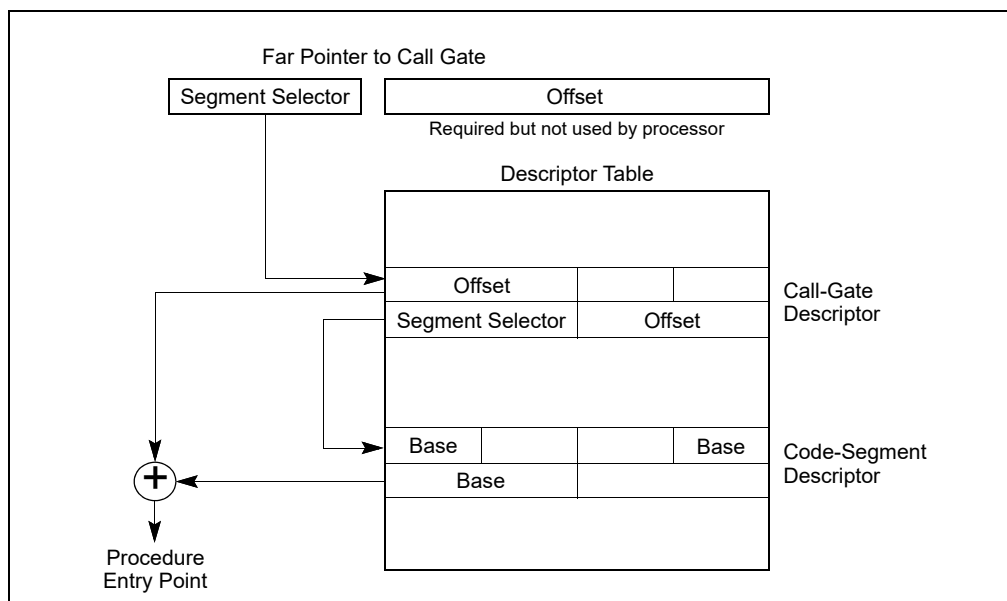 Far Pointer to Call Gate
Segment Selector
Offset
Required but not used by processor
Descriptor Table
Offset
Segment Selector
Offset
Call-Gate
Descriptor
Base
Base
Base
Code-Segment
Descriptor
+
Procedure
Entry Point